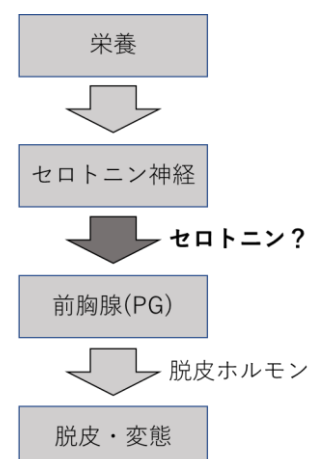 栄養
セロトニン神経
セロトニン？
前胸腺(PG)
脱皮ホルモン
脱皮・変態